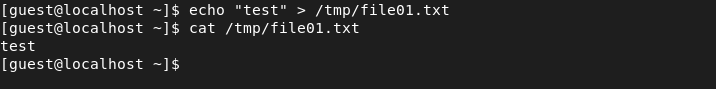 [guest@localhost ~]$ echo "test" > /tmp/file01.txt
[guest@localhost ~]$ cat /tmp/file01.txt
test
[guest@localhost ~]$